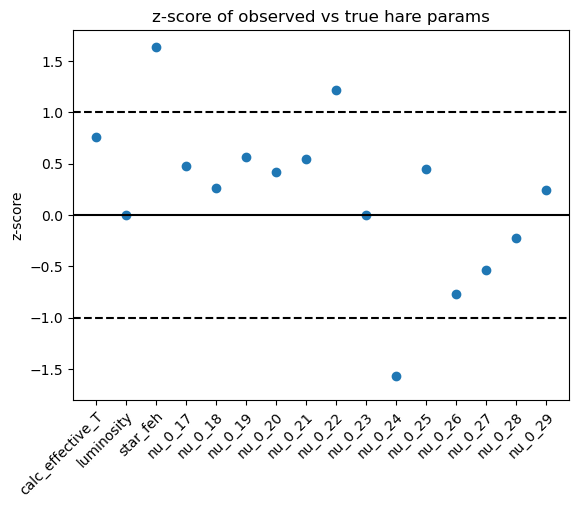 z-score of observed vs true hare params
1.5
1.0
0.5
0.0
−0.5
−1.0
−1.5
z-score
calc_effective_T
luminosity
star_feh
nu_0_17
nu_0_18
nu_0_19
nu_0_20
nu_0_21
nu_0_22
nu_0_23
nu_0_24
nu_0_25
nu_0_26
nu_0_27
nu_0_28
nu_0_29